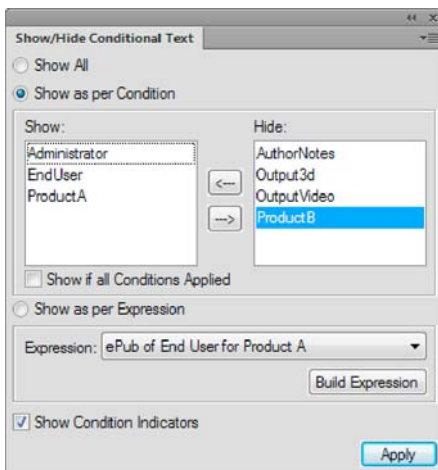 Show/Hide Conditional Text
Show All
Show as per Condition
Show:
Hide:
Administrator
EndUser
ProductA
<---
--->
AuthorNotes
Output3d
OutputVideo
ProductB
Show if all Conditions Applied
Show as per Expression
Expression: ePub of End User for Product A
Build Expression
Show Condition Indicators
Apply